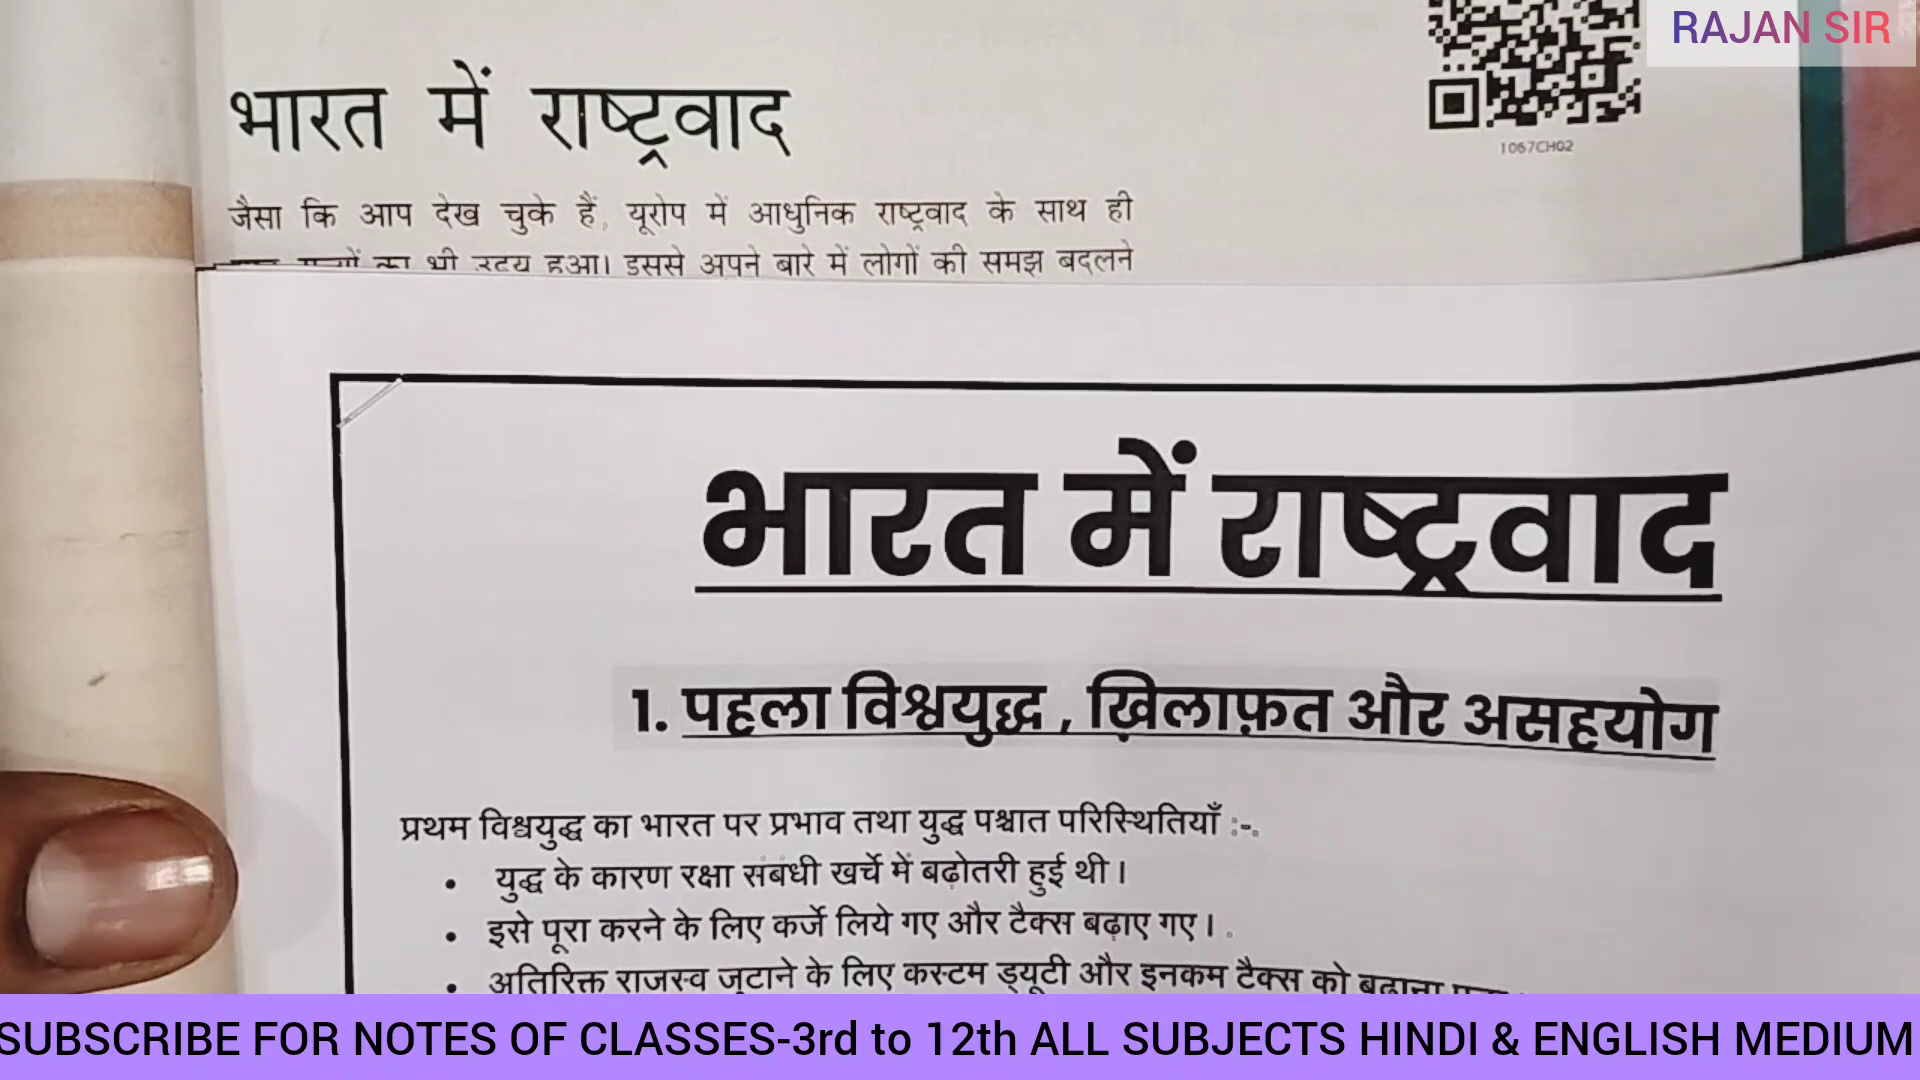 RAJAN SIR
भारत में राष्ट्रवाद
1067CH02
जैसा कि आप देख चुके हैं, यूरोप में आधुनिक राष्ट्रवाद के साथ ही
का भी उदय हुआ। इससे अपने बारे में लोगों की समझ बदलने
भारत में राष्ट्रवाद
1. पहला विश्वयुद्ध , ख़िलाफ़त और असहयोग
प्रथम विश्वयुद्ध का भारत पर प्रभाव तथा युद्ध पश्चात परिस्थितियाँ :-.
• युद्ध के कारण रक्षा संबंधी खर्चे में बढ़ोतरी हुई थी।
• इसे पूरा करने के लिए कर्जे लिये गए और टैक्स बढ़ाए गए। .
• अतिरिक्त राजस्व जुटाने के लिए कस्टम ड्यूटी और इनकम टैक्स को बढ़ाना
SUBSCRIBE FOR NOTES OF CLASSES-3rd to 12th ALL SUBJECTS HINDI & ENGLISH MEDIUM